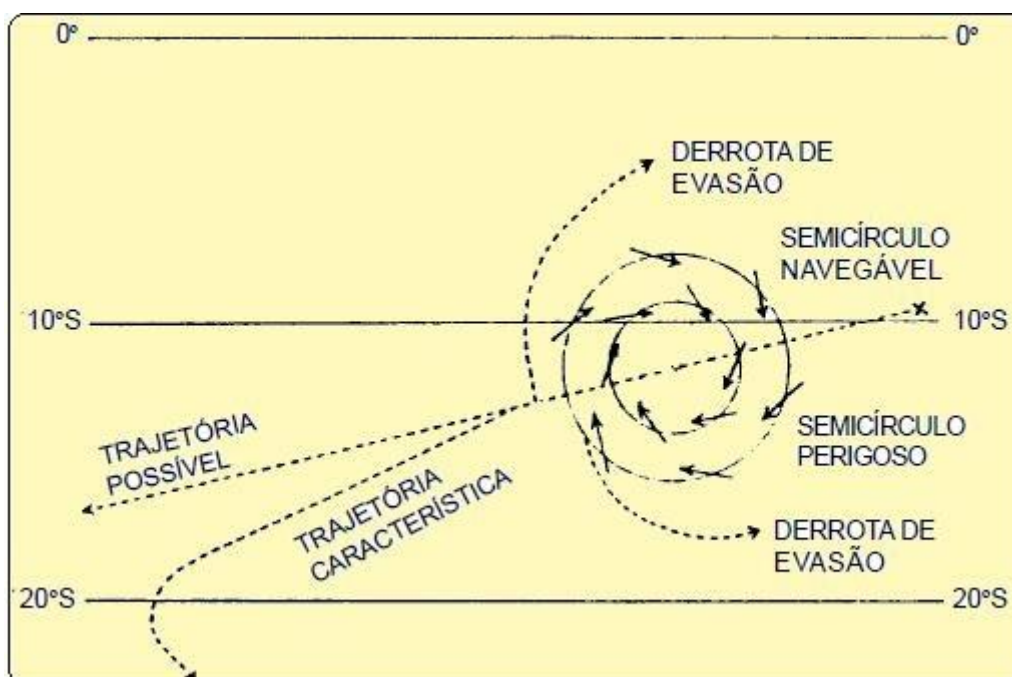 0°
0°
DERROTA DE
EVASÃO
SEMICÍRCULO
NAVEGÁVEL
10°S
10°S
TRAJETÓRIA
POSSÍVEL
TRAJETÓRIA
CARACTERÍSTICA
SEMICÍRCULO
PERIGOSO
DERROTA DE
EVASÃO
20°S
20°S